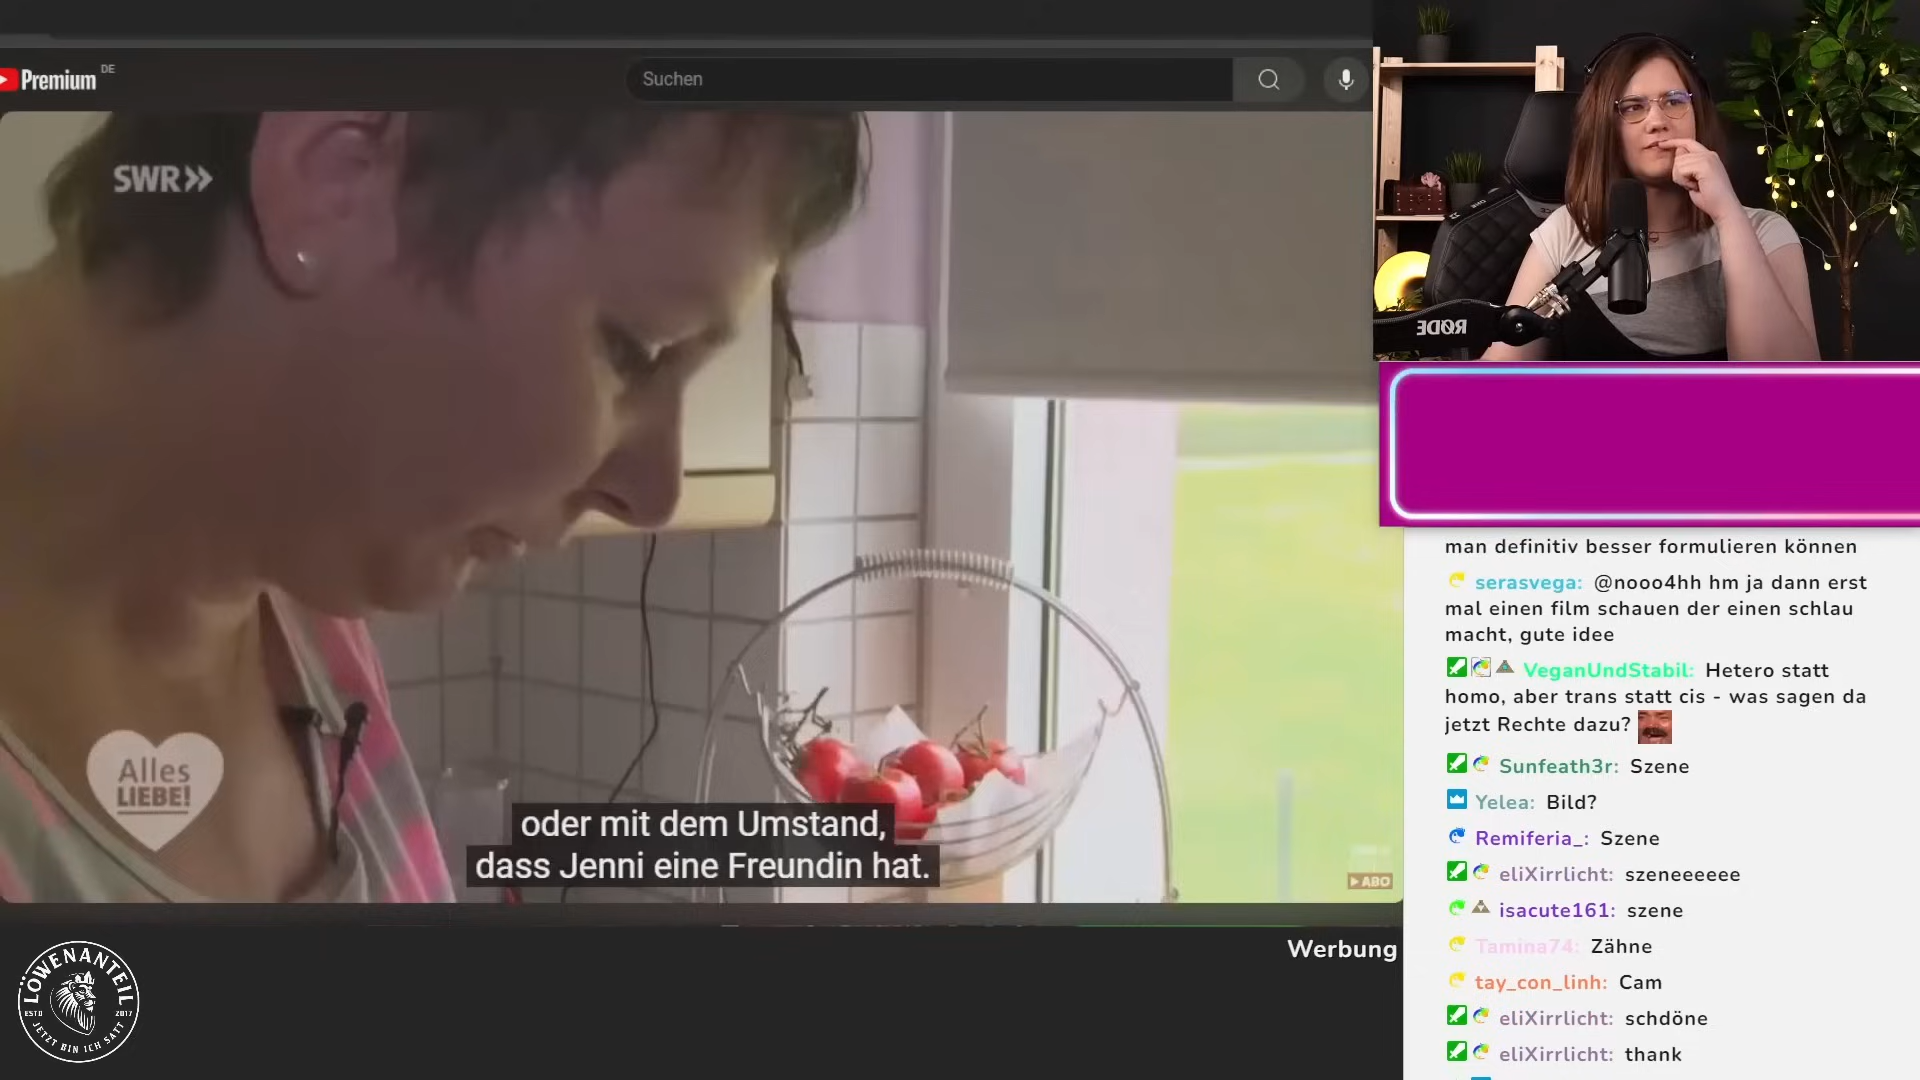 Premium DE
Suchen
SWR
RØDE
Alles
LIEBE!
oder mit dem Umstand,
dass Jenni eine Freundin hat.
ABO
Werbung
LÖWENANTEIL
ESTD 2017
JETZT BIN ICH SATT
man definitiv besser formulieren können
serasvega: @nooo4hh hm ja dann erst
mal einen film schauen der einen schlau
macht, gute idee
VeganUndStabil: Hetero statt
homo, aber trans statt cis - was sagen da
jetzt Rechte dazu?
Sunfeath3r: Szene
Yelea: Bild?
Remiferia_: Szene
eliXirrlicht: szeneeeeee
isacute161: szene
Tamina74: Zähne
tay_con_linh: Cam
eliXirrlicht: schdöne
eliXirrlicht: thank